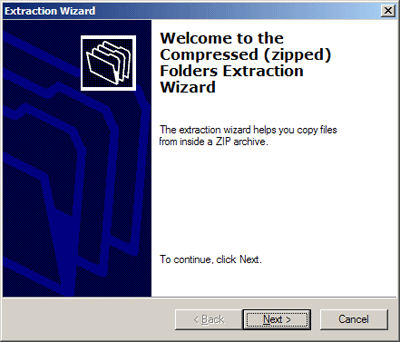 Extraction Wizard
Welcome to the
Compressed (zipped)
Folders Extraction
Wizard
The extraction wizard helps you copy files
from inside a ZIP archive.
To continue, click Next.
< Back
Next >
Cancel